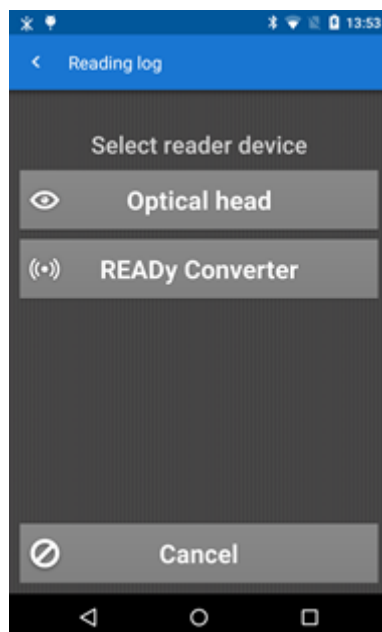 13:53
Reading log
Select reader device
Optical head
READy Converter
Cancel